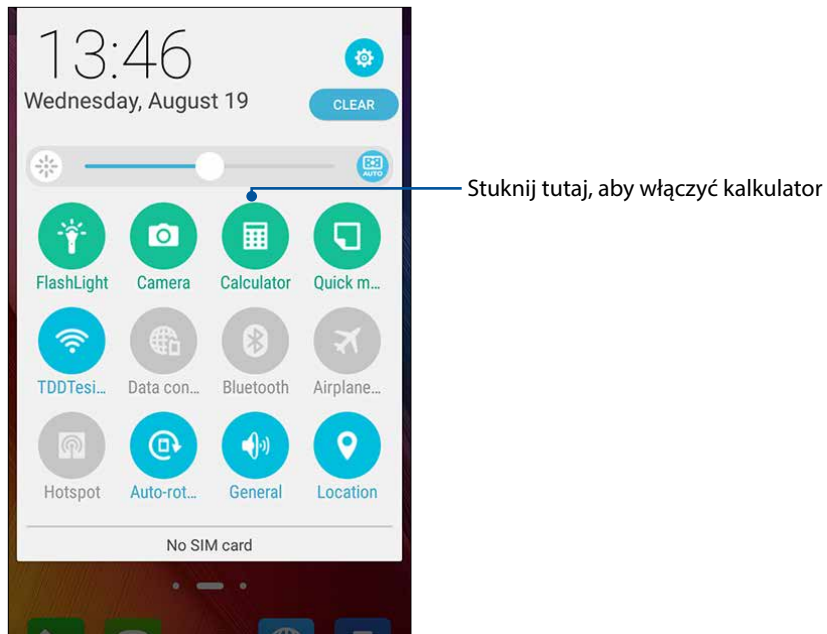 13:46
Wednesday, August 19
CLEAR
AUTO
Stuknij tutaj, aby włączyć kalkulator
FlashLight Camera Calculator Quick m...
TDDTesi... Data con... Bluetooth Airplane...
Hotspot Auto-rot... General Location
No SIM card